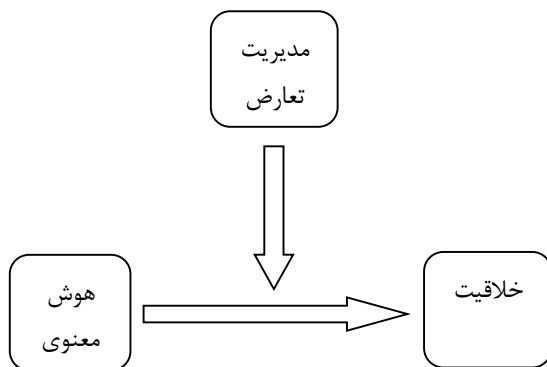 مدیریت
تعارض
هوش
معنوی
خلاقیت